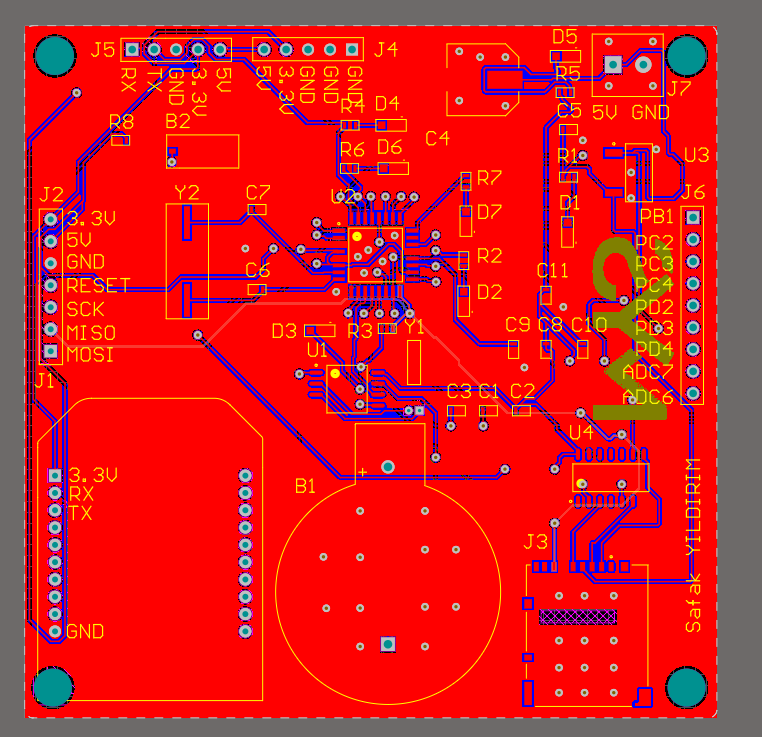 J5
RX
TX
GND
3.3V
5V
5V
3.3V
GND
GND
GND
J4
D5
J7
5V GND
R5
C5
R8
B2
R4
D4
C4
R6
D6
R1
U3
J2
3.3V
5V
GND
RESET
SCK
MISO
MOSI
J1
Y2
C7
C6
U2
R7
D7
R2
D2
D1
J6
PB1
PC2
PC3
PC4
PD2
PD3
PD4
ADC7
ADC6
C11
C9
C8
C10
D3
R3
Y1
U1
C3
C1
C2
U4
3.3V
RX
TX
GND
B1
+
J3
Safak YILDIRIM